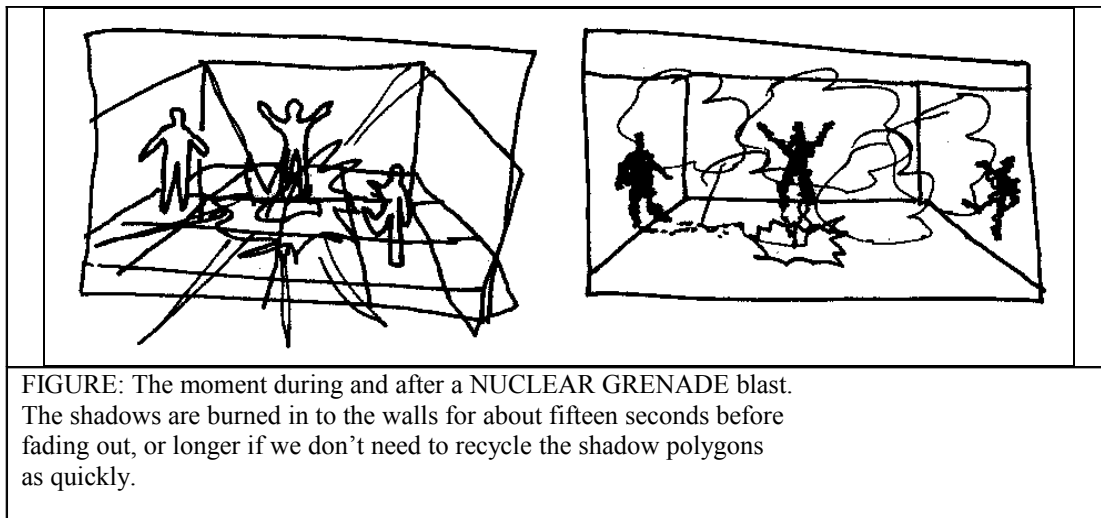 FIGURE: The moment during and after a NUCLEAR GRENADE blast.
The shadows are burned in to the walls for about fifteen seconds before
fading out, or longer if we don’t need to recycle the shadow polygons
as quickly.